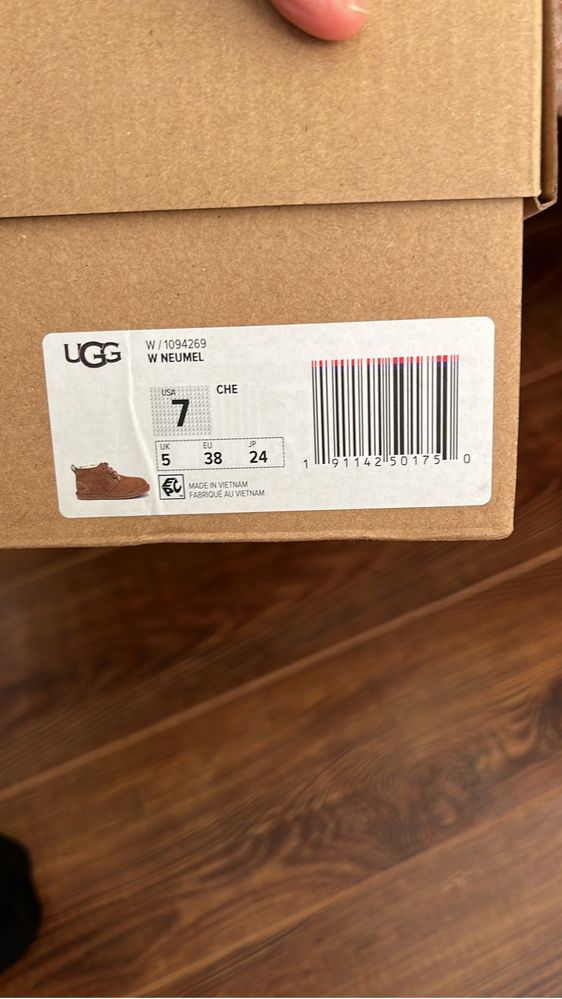 UGG
W / 1094269
W NEUMEL
USA
7
CHE
UK EU JP
5 38 24
MADE IN VIETNAM
FABRIQUÉ AU VIETNAM
1 91142 50175 0